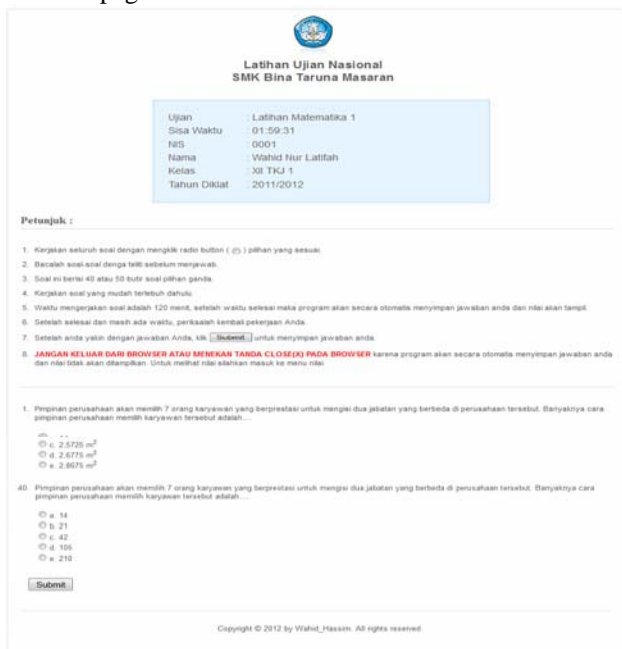 Latihan Ujian Nasional
SMK Bina Taruna Masaran
Ujian : Latihan Matematika 1
Sisa Waktu : 01:59:31
NIS : 0001
Nama : Wahid Nur Latifah
Kelas : XII TKJ 1
Tahun Diklat : 2011/2012
Petunjuk :
1. Kerjakan seluruh soal dengan mengklik radio button ( ) pilihan yang sesuai.
2. Bacalah soal-soal denga teliti sebelum menjawab.
3. Soal ini berisi 40 atau 50 butir soal pilihan ganda.
4. Kerjakan soal yang mudah terlebih dahulu.
5. Waktu mengerjakan soal adalah 120 menit, setelah waktu selesai maka program akan secara otomatis menyimpan jawaban anda dan nilai akan tampil.
6. Setelah selesai dan masih ada waktu, periksalah kembali pekerjaan Anda.
7. Setelah anda yakin dengan jawaban Anda, klik Submit untuk menyimpan jawaban anda.
8. JANGAN KELUAR DARI BROWSER ATAU MENEKAN TANDA CLOSE(X) PADA BROWSER karena program akan secara otomatis menyimpan jawaban anda
dan nilai tidak akan ditampilkan. Untuk melihat nilai silahkan masuk ke menu nilai.
1. Pimpinan perusahaan akan memilih 7 orang karyawan yang berprestasi untuk mengisi dua jabatan yang berbeda di perusahaan tersebut. Banyaknya cara
pimpinan perusahaan memilih karyawan tersebut adalah....
c. 2,5725 m²
d. 2,6775 m²
e. 2,8675 m²
40. Pimpinan perusahaan akan memilih 7 orang karyawan yang berprestasi untuk mengisi dua jabatan yang berbeda di perusahaan tersebut. Banyaknya cara
pimpinan perusahaan memilih karyawan tersebut adalah....
a. 14
b. 21
c. 42
d. 105
e. 210
Submit
Copyright © 2012 by Wahid_Hassim. All rights reserved